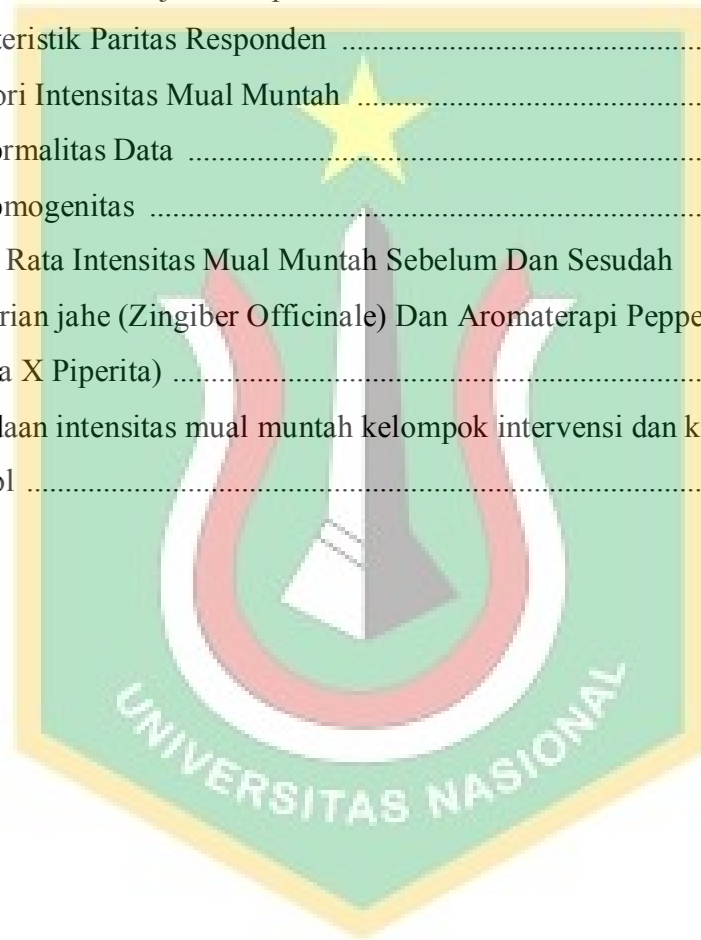 teristik Paritas Responden ........................................................
ori Intensitas Mual Muntah ......................................................
ormalitas Data ..................................................................................
omogenitas ........................................................................................
Rata Intensitas Mual Muntah Sebelum Dan Sesudah
rian jahe (Zingiber Officinale) Dan Aromaterapi Peppe
a X Piperita) .....................................................................................
daan intensitas mual muntah kelompok intervensi dan k
ol ........................................................................................................
UNIVERSITAS NASIONAL